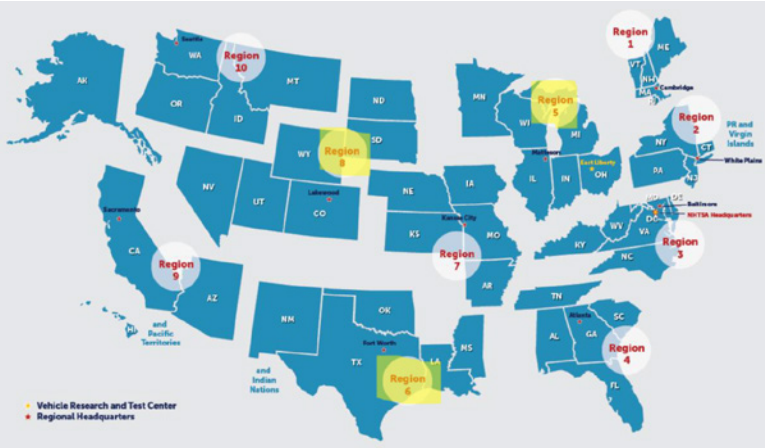 Seattle
WA
Region
10
MT
AK
OR
ID
ND
SD
WY
Region
8
NV
UT
CO
Lakewood
Sacramento
CA
Region
9
AZ
HI
and
Pacific
Territories
NE
KS
IA
MO
Kansas City
Region
7
AR
MN
WI
Region
5
MI
IL
IN
OH
East Liberty
Region
1
ME
VT
NH
MA
Cambridge
Region
2
PR and
Virgin
Islands
NY
CT
White Plains
PA
NJ
Baltimore
NHTSA Headquarters
DC
WV
VA
KY
NC
Region
3
TN
SC
Atlanta
AL
GA
Region
4
FL
NM
OK
Fort Worth
TX
LA
MS
Region
6
and
Indian
Nations
Vehicle Research and Test Center
Regional Headquarters